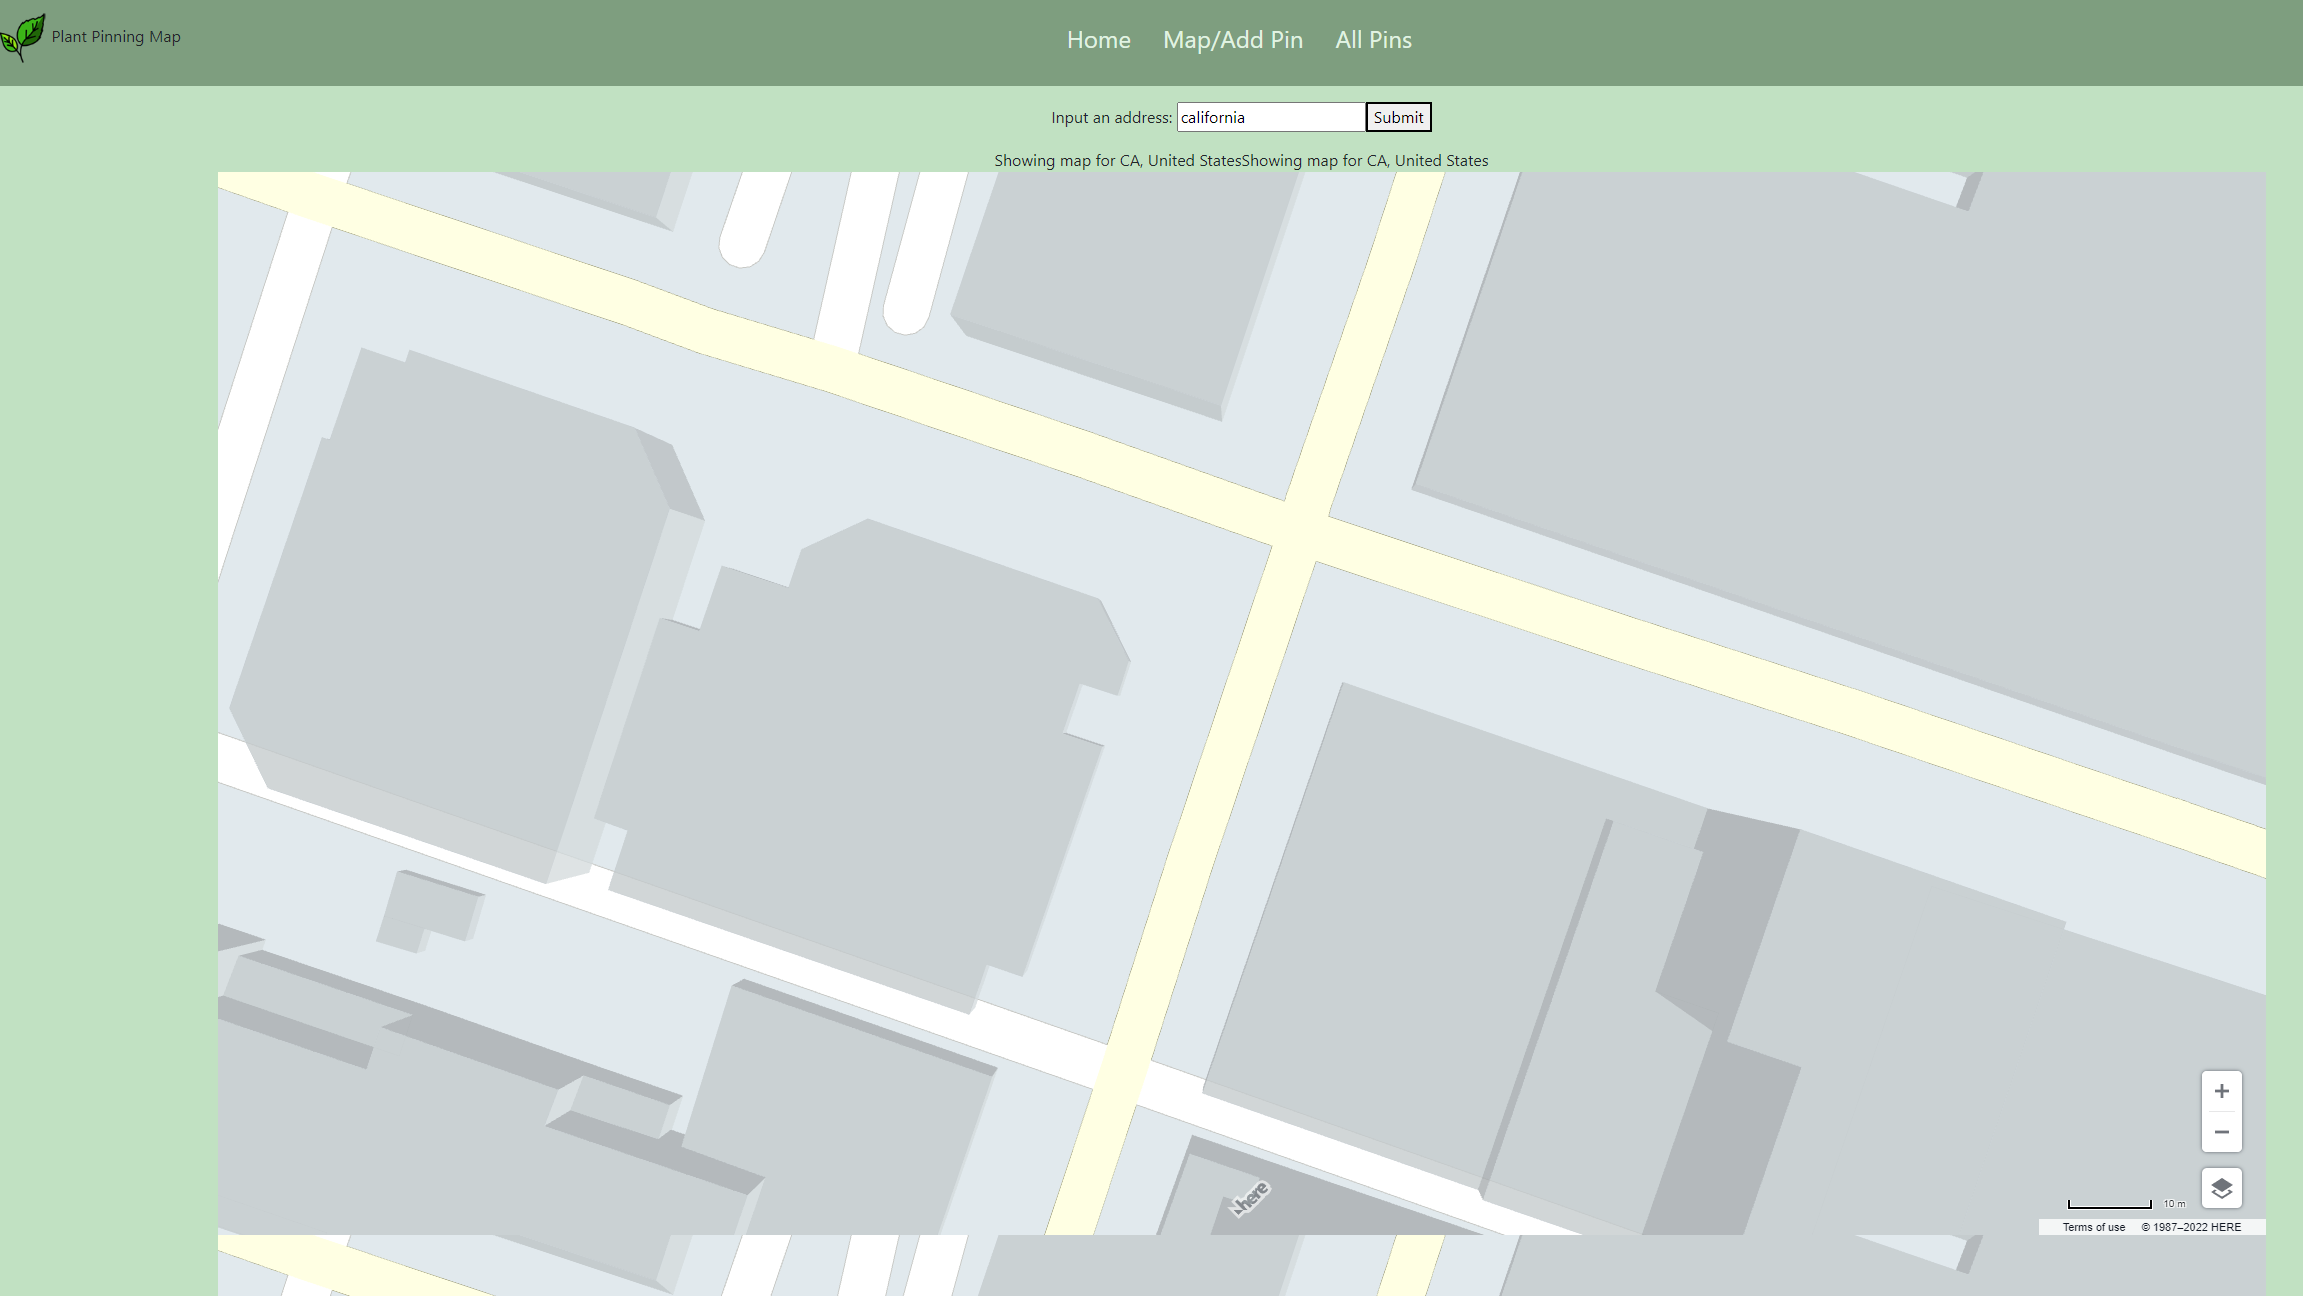 Plant Pinning Map
Home Map/Add Pin All Pins
Input an address: california Submit
Showing map for CA, United StatesShowing map for CA, United States
here
10 m
Terms of use © 1987–2022 HERE